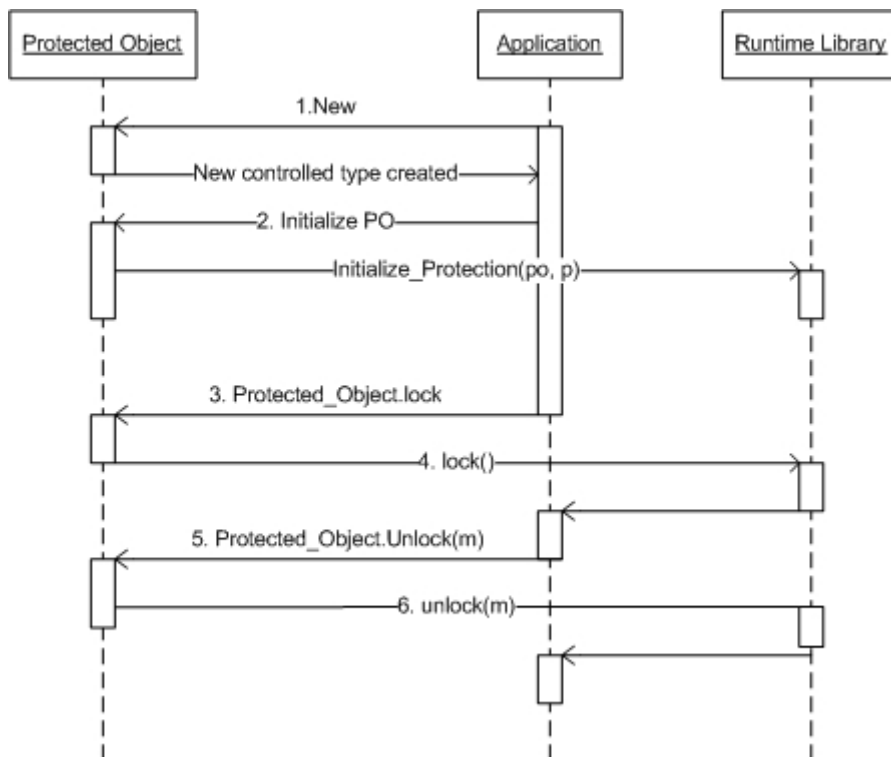 Protected Object
Application
Runtime Library
1.New
New controlled type created
2. Initialize PO
Initialize_Protection(po, p)
3. Protected_Object.lock
4. lock()
5. Protected_Object.Unlock(m)
6. unlock(m)